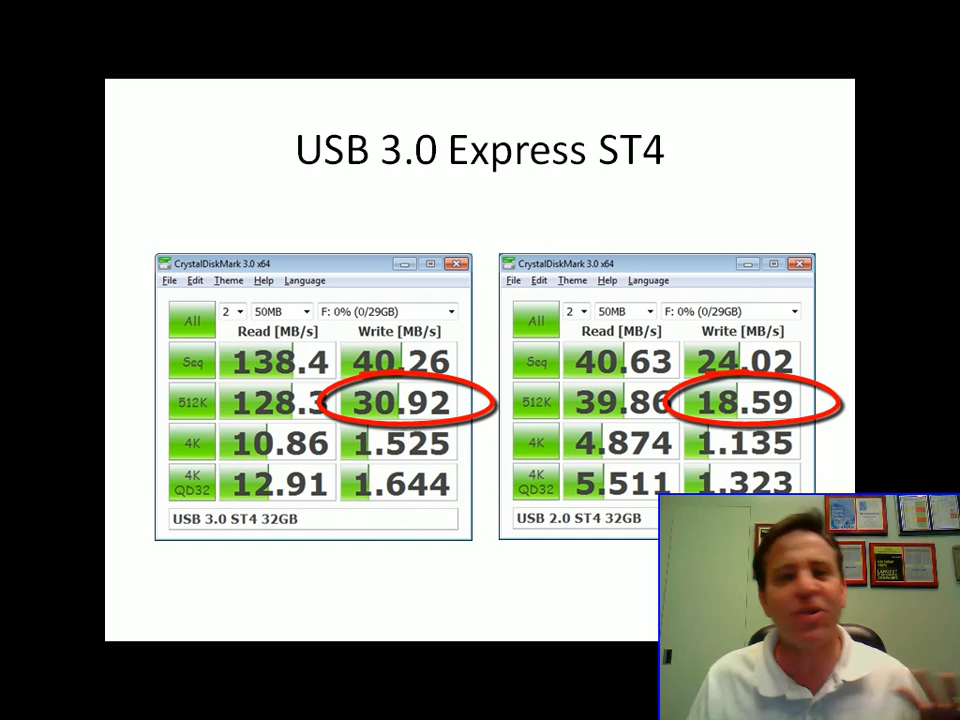 USB 3.0 Express ST4
CrystalDiskMark 3.0 x64
File Edit Theme Help Language
All 2 50MB F: 0% (0/29GB)
Read [MB/s] Write [MB/s]
Seq 138.4 40.26
512K 128.3 30.92
4K 10.86 1.525
4K QD32 12.91 1.644
USB 3.0 ST4 32GB
CrystalDiskMark 3.0 x64
File Edit Theme Help Language
All 2 50MB F: 0% (0/29GB)
Read [MB/s] Write [MB/s]
Seq 40.63 24.02
512K 39.86 18.59
4K 4.874 1.135
4K QD32 5.511 1.323
USB 2.0 ST4 32GB